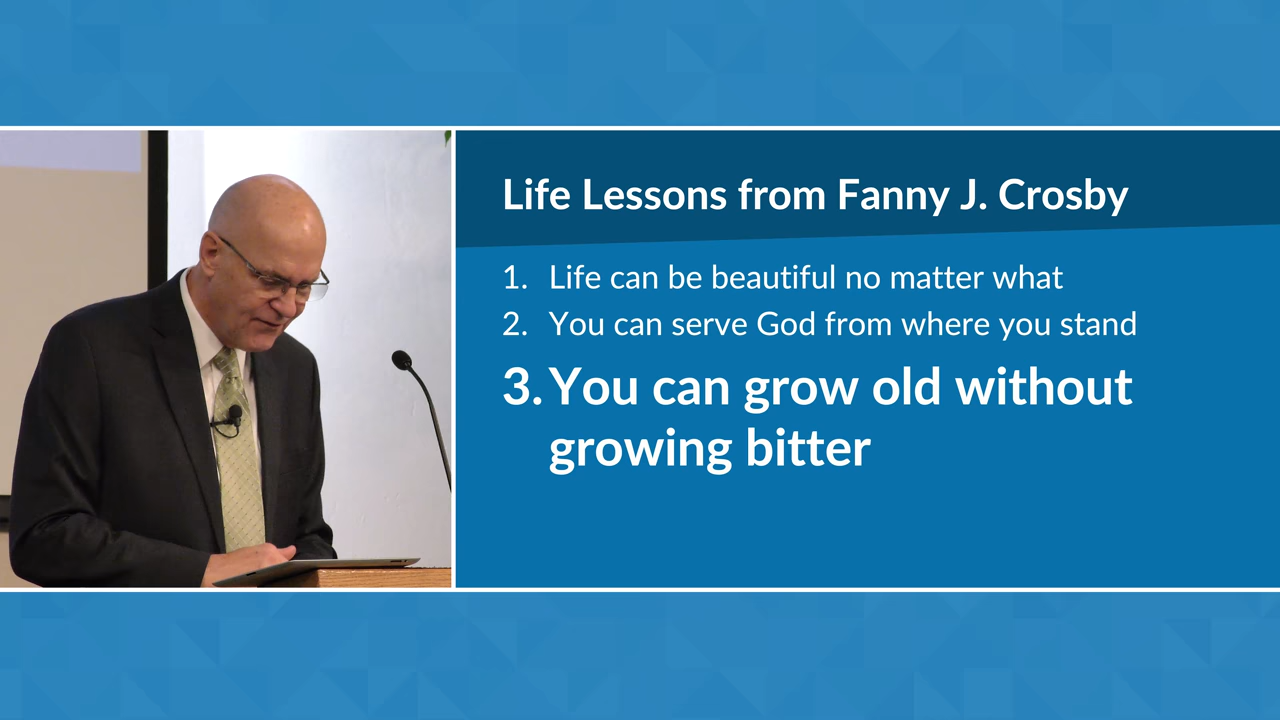 Life Lessons from Fanny J. Crosby
1. Life can be beautiful no matter what
2. You can serve God from where you stand
3. You can grow old without
growing bitter